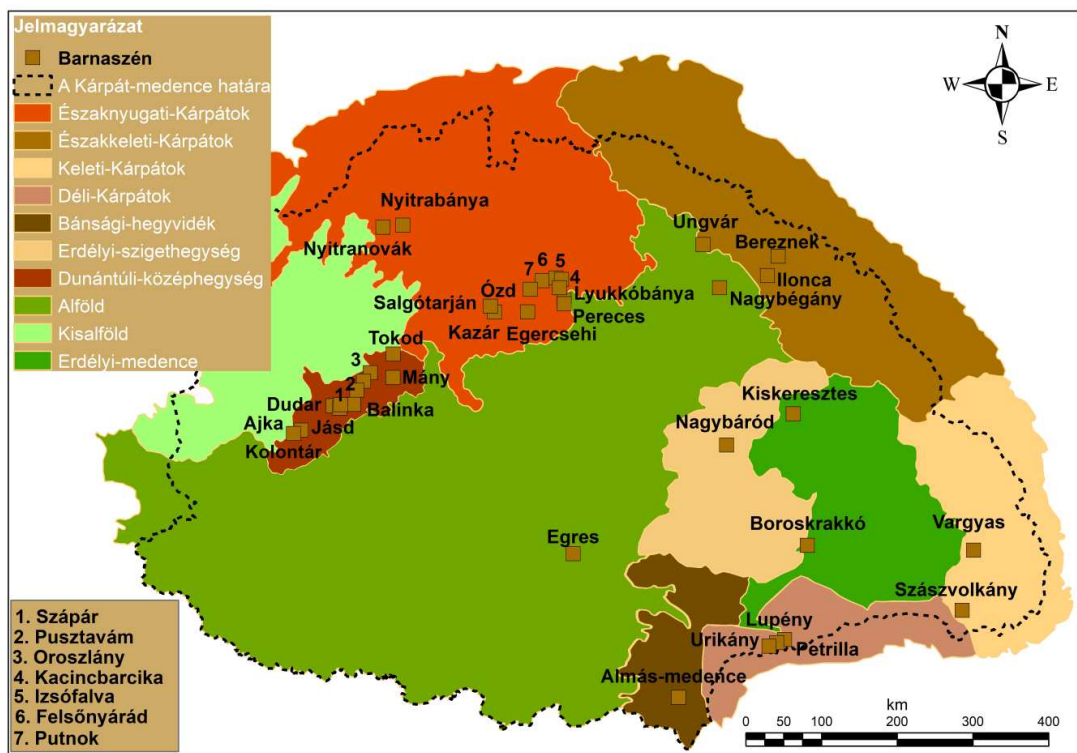 Jelmagyarázat
Barnaszén
A Kárpát-medence határa
Északnyugati-Kárpátok
Északkeleti-Kárpátok
Keleti-Kárpátok
Déli-Kárpátok
Bánsági-hegyvidék
Erdélyi-szigethegység
Dunántúli-középhegység
Alföld
Kisalföld
Erdélyi-medence
N
W
E
S
Nyitrabánya
Nyitranovák
Ungvár
Bereznek
Ilonca
Nagybégány
7
6
5
4
Ózd
Lyukkóbánya
Salgótarján
Pereces
Kazár
Egercsehi
Tokod
3
Mány
2
1
Dudar
Balinka
Ajka
Jásd
Kolontár
Kiskeresztes
Nagybáród
Egres
Boroskrakkó
Vargyas
Szászvolkány
Lupény
Urikány
Petrilla
Almás-medence
1. Szápár
2. Pusztavám
3. Oroszlány
4. Kacincbarcika
5. Izsófalva
6. Felsőnyárád
7. Putnok
km
0 50 100 200 300 400